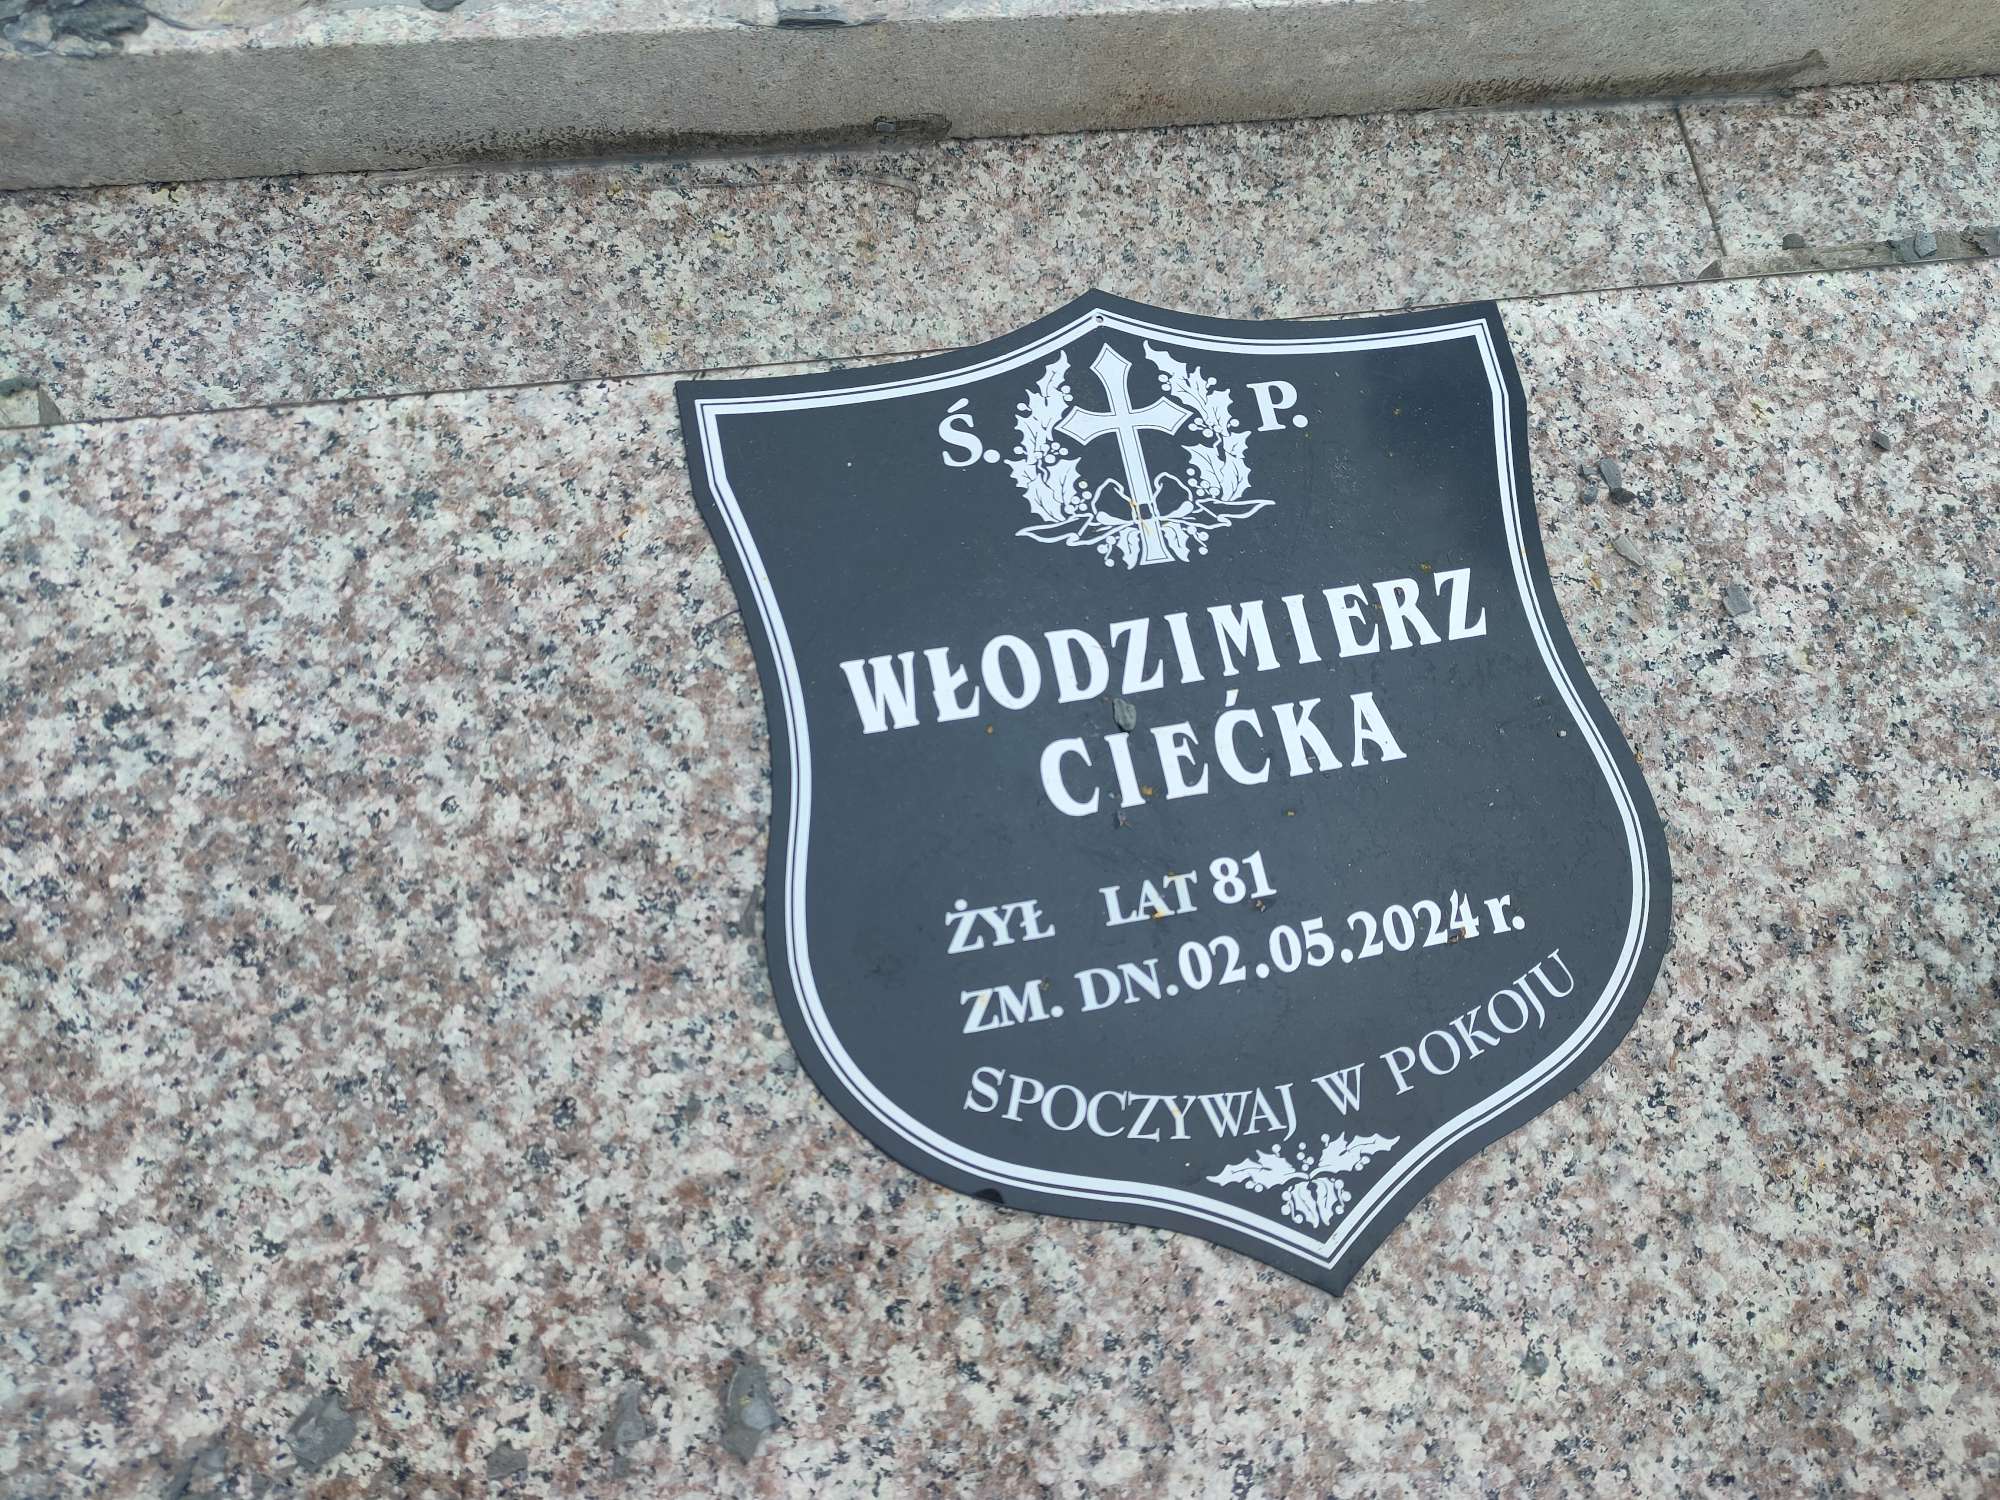 Ś. P.
WŁODZIMIERZ
CIEĆKA
ŻYŁ LAT 81
ZM. DN. 02.05.2024 r.
SPOCZYWAJ W POKOJU